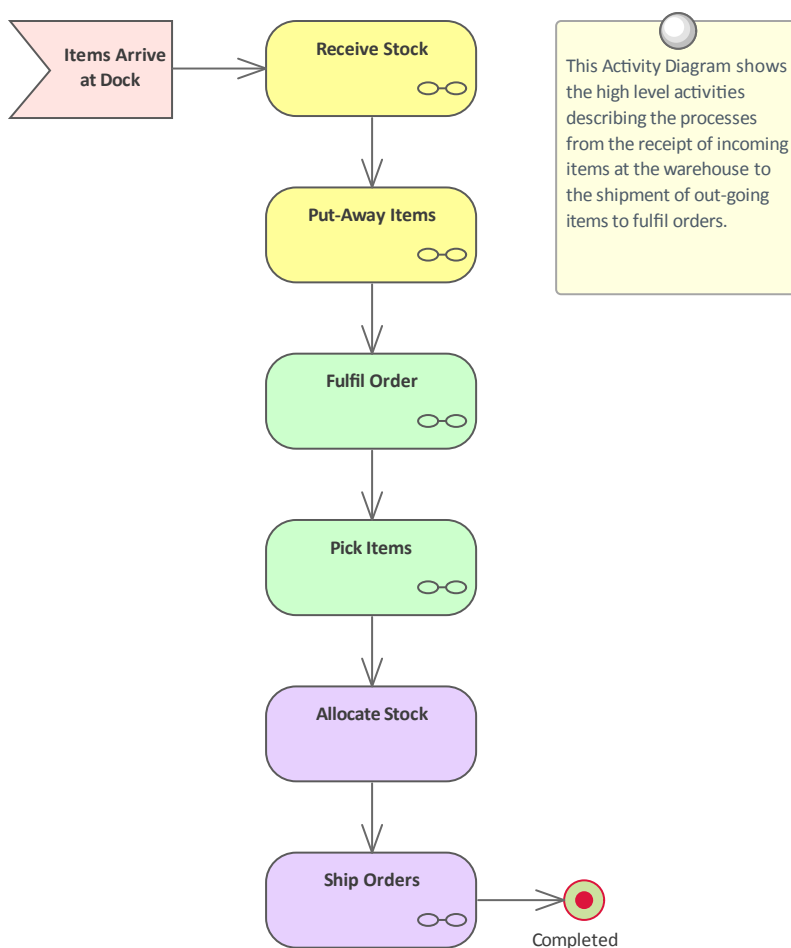 Items Arrive
at Dock
Receive Stock
This Activity Diagram shows
the high level activities
describing the processes
from the receipt of incoming
items at the warehouse to
the shipment of out-going
items to fulfil orders.
Put-Away Items
Fulfil Order
Pick Items
Allocate Stock
Ship Orders
Completed